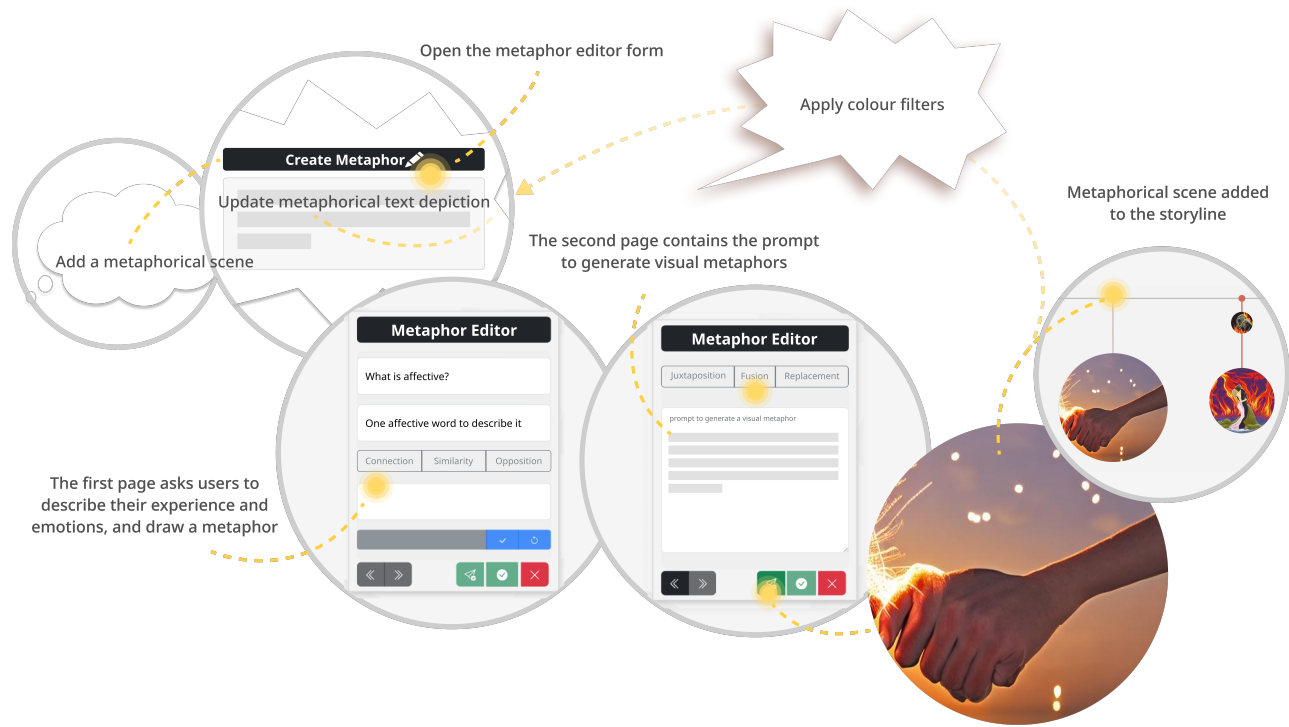 Open the metaphor editor form
Apply colour filters
Create Metaphor
Update metaphorical text depiction
Add a metaphorical scene
Metaphorical scene added
to the storyline
The second page contains the prompt
to generate visual metaphors
Metaphor Editor
What is affective?
One affective word to describe it
Connection
Similarity
Opposition
The first page asks users to
describe their experience and
emotions, and draw a metaphor
Metaphor Editor
Juxtaposition
Fusion
Replacement
prompt to generate a visual metaphor